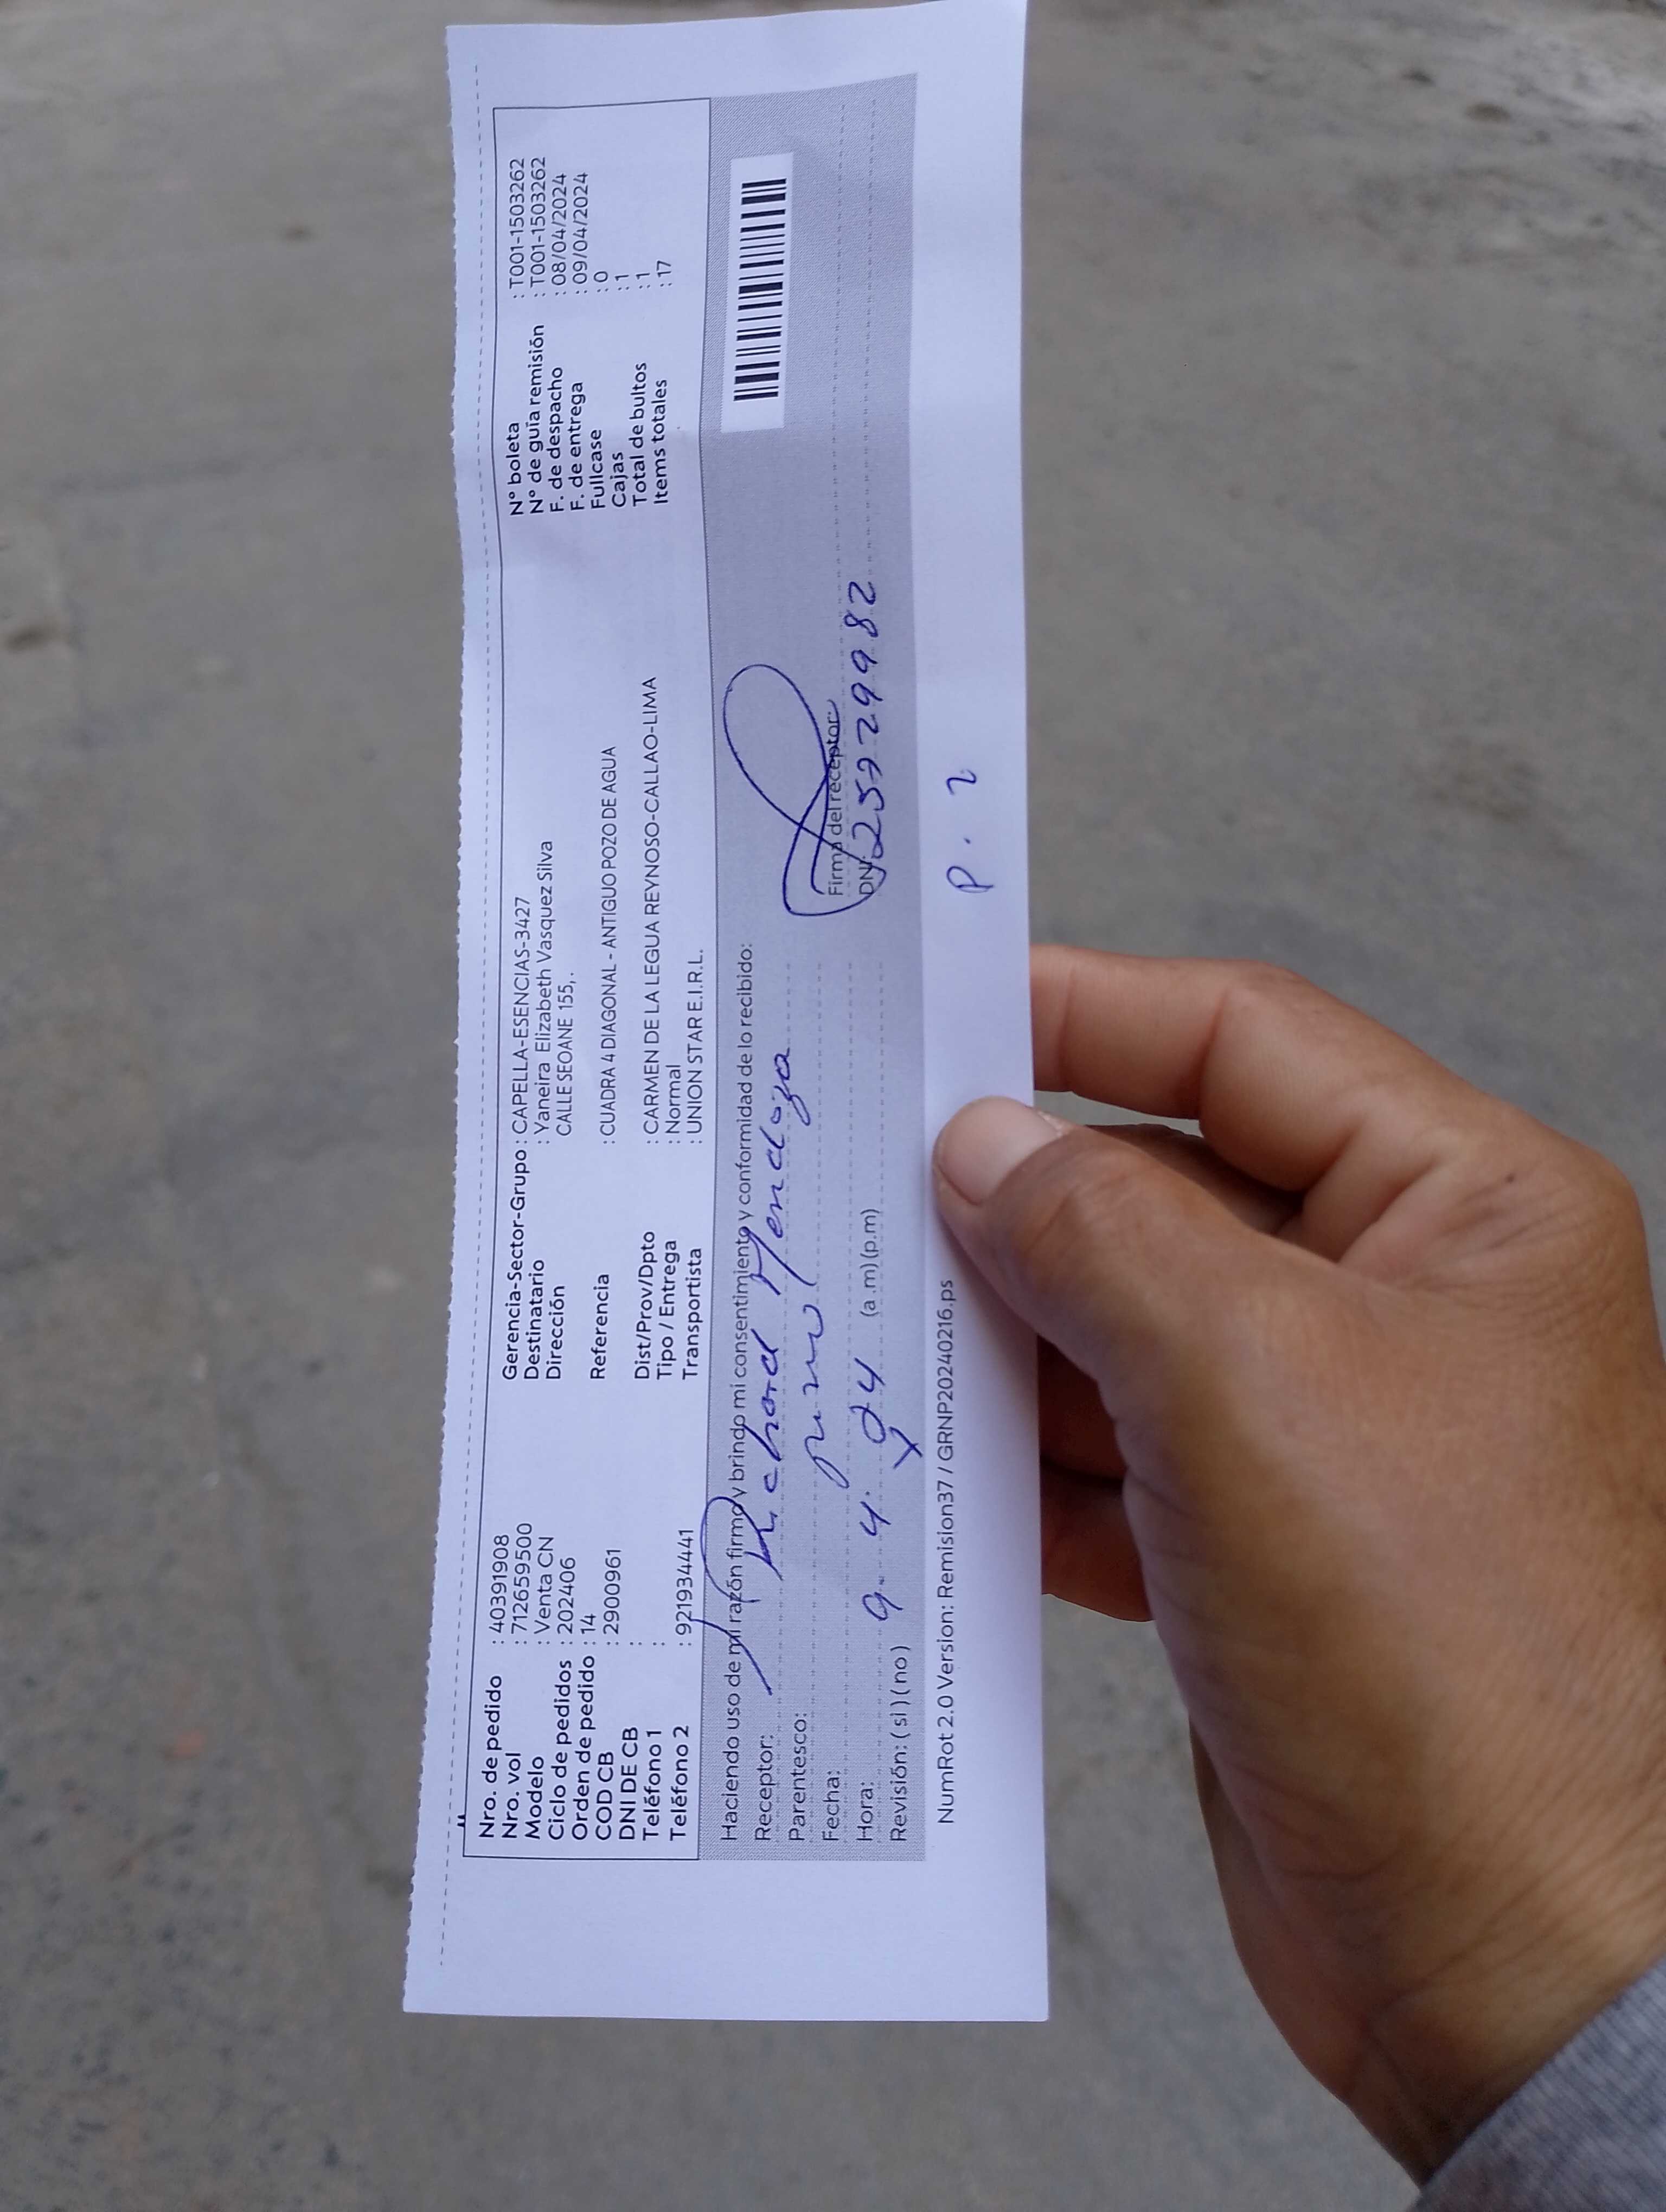 Nro. de pedido : 40391908
Nro. vol : 712659500
Modelo : Venta CN
Ciclo de pedidos : 202406
Orden de pedido : 14
COD CB : 2900961
DNI DE CB :
Teléfono 1 :
Teléfono 2 : 921934441
Gerencia-Sector-Grupo : CAPELLA-ESENCIAS-3427
Destinatario : Yaneira Elizabeth Vasquez Silva
Dirección CALLE SEOANE 155,.
Referencia : CUADRA 4 DIAGONAL - ANTIGUO POZO DE AGUA
Dist/Prov/Dpto : CARMEN DE LA LEGUA REYNOSO-CALLAO-LIMA
Tipo / Entrega : Normal
Transportista : UNION STAR E.I.R.L.
N° boleta : T001-1503262
N° de guía remisión : T001-1503262
F. de despacho : 08/04/2024
F. de entrega : 09/04/2024
Fullcase : 0
Cajas : 1
Total de bultos : 1
Items totales : 17
Haciendo uso de mi razón firmo y brindo mi consentimiento y conformidad de lo recibido:
Receptor: Richard Mendoza
Parentesco:
Fecha: 9. 4. 24
Hora: (a.m)(p.m)
Revisión: (si)(no)
Firma del receptor:
DNI: 25729982
NumRot 2.0 Version: Remision37 / GRNP20240216.ps
P. 2